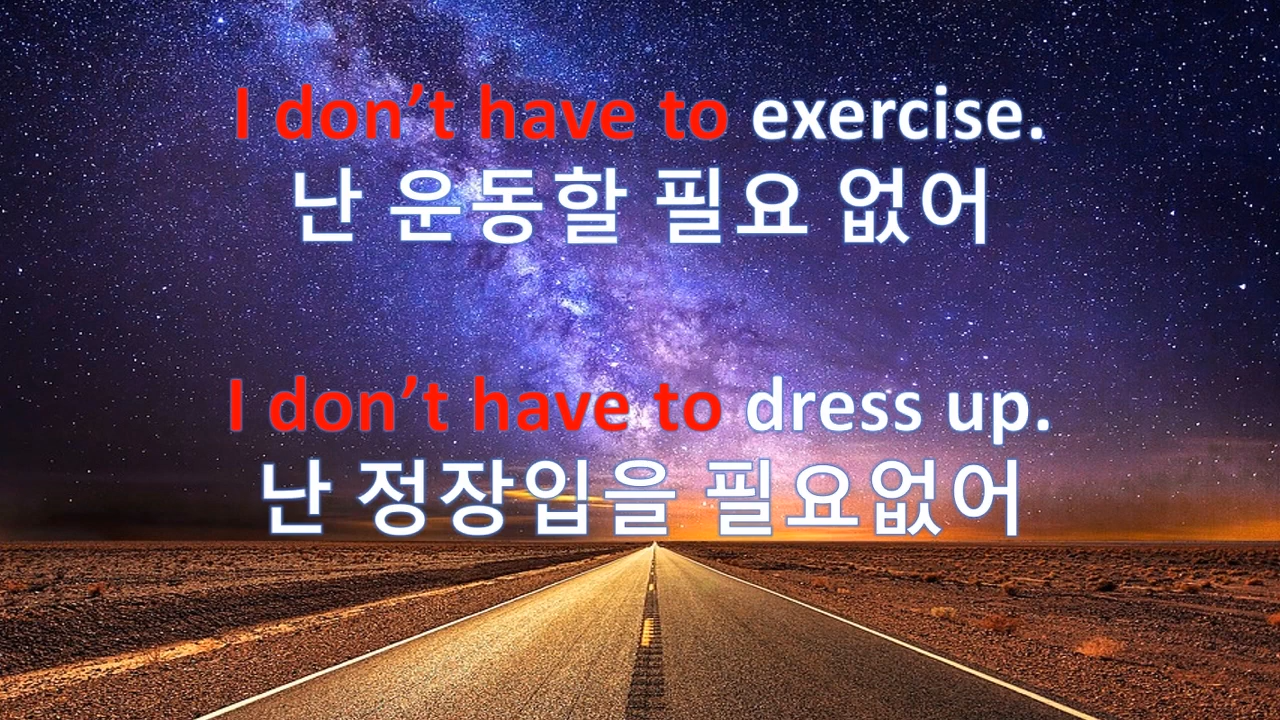 I don’t have to exercise.
난 운동할 필요 없어
I don’t have to dress up.
난 정장입을 필요없어